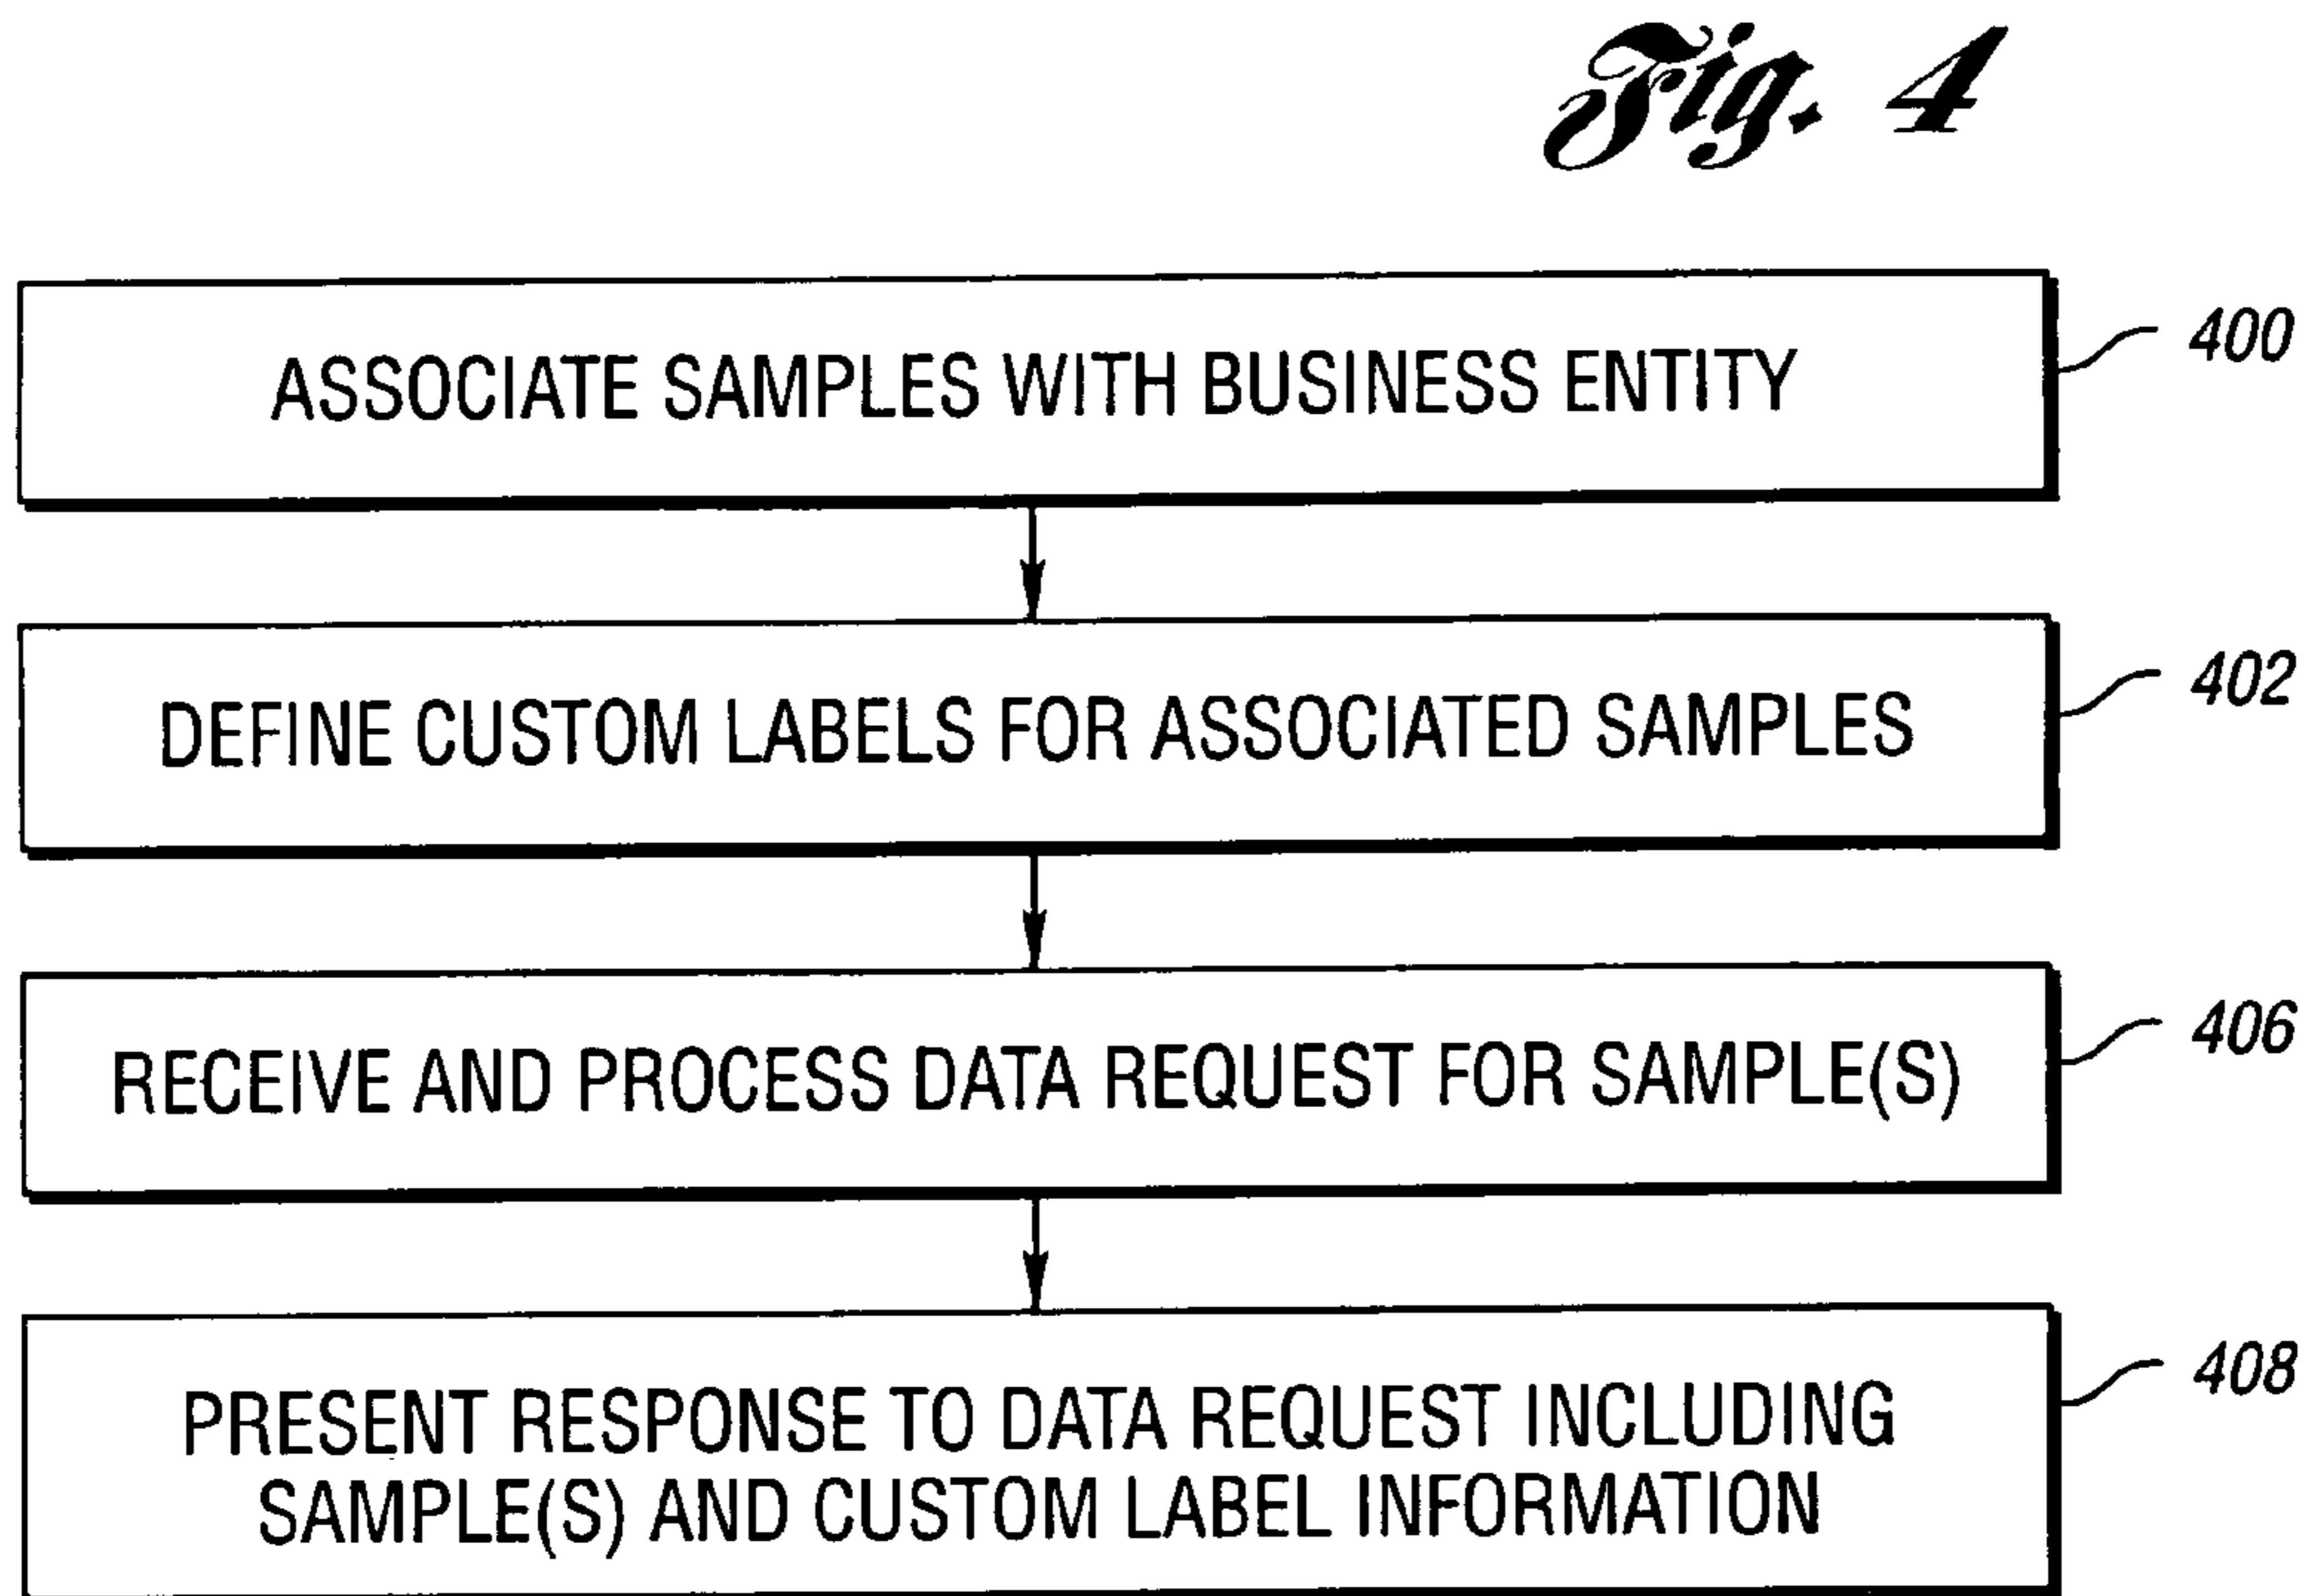 Fig. 4
ASSOCIATE SAMPLES WITH BUSINESS ENTITY
400
DEFINE CUSTOM LABELS FOR ASSOCIATED SAMPLES
402
RECEIVE AND PROCESS DATA REQUEST FOR SAMPLE(S)
406
PRESENT RESPONSE TO DATA REQUEST INCLUDING
SAMPLE(S) AND CUSTOM LABEL INFORMATION
408